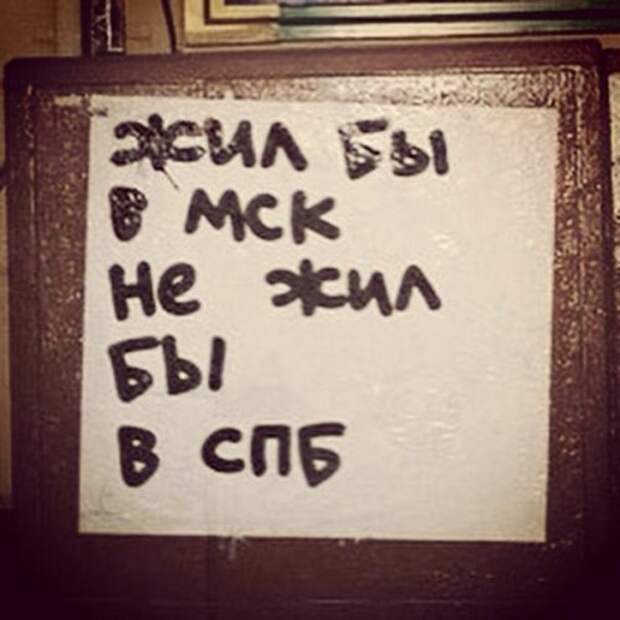 жил бы
в мск
не жил
бы
в спб